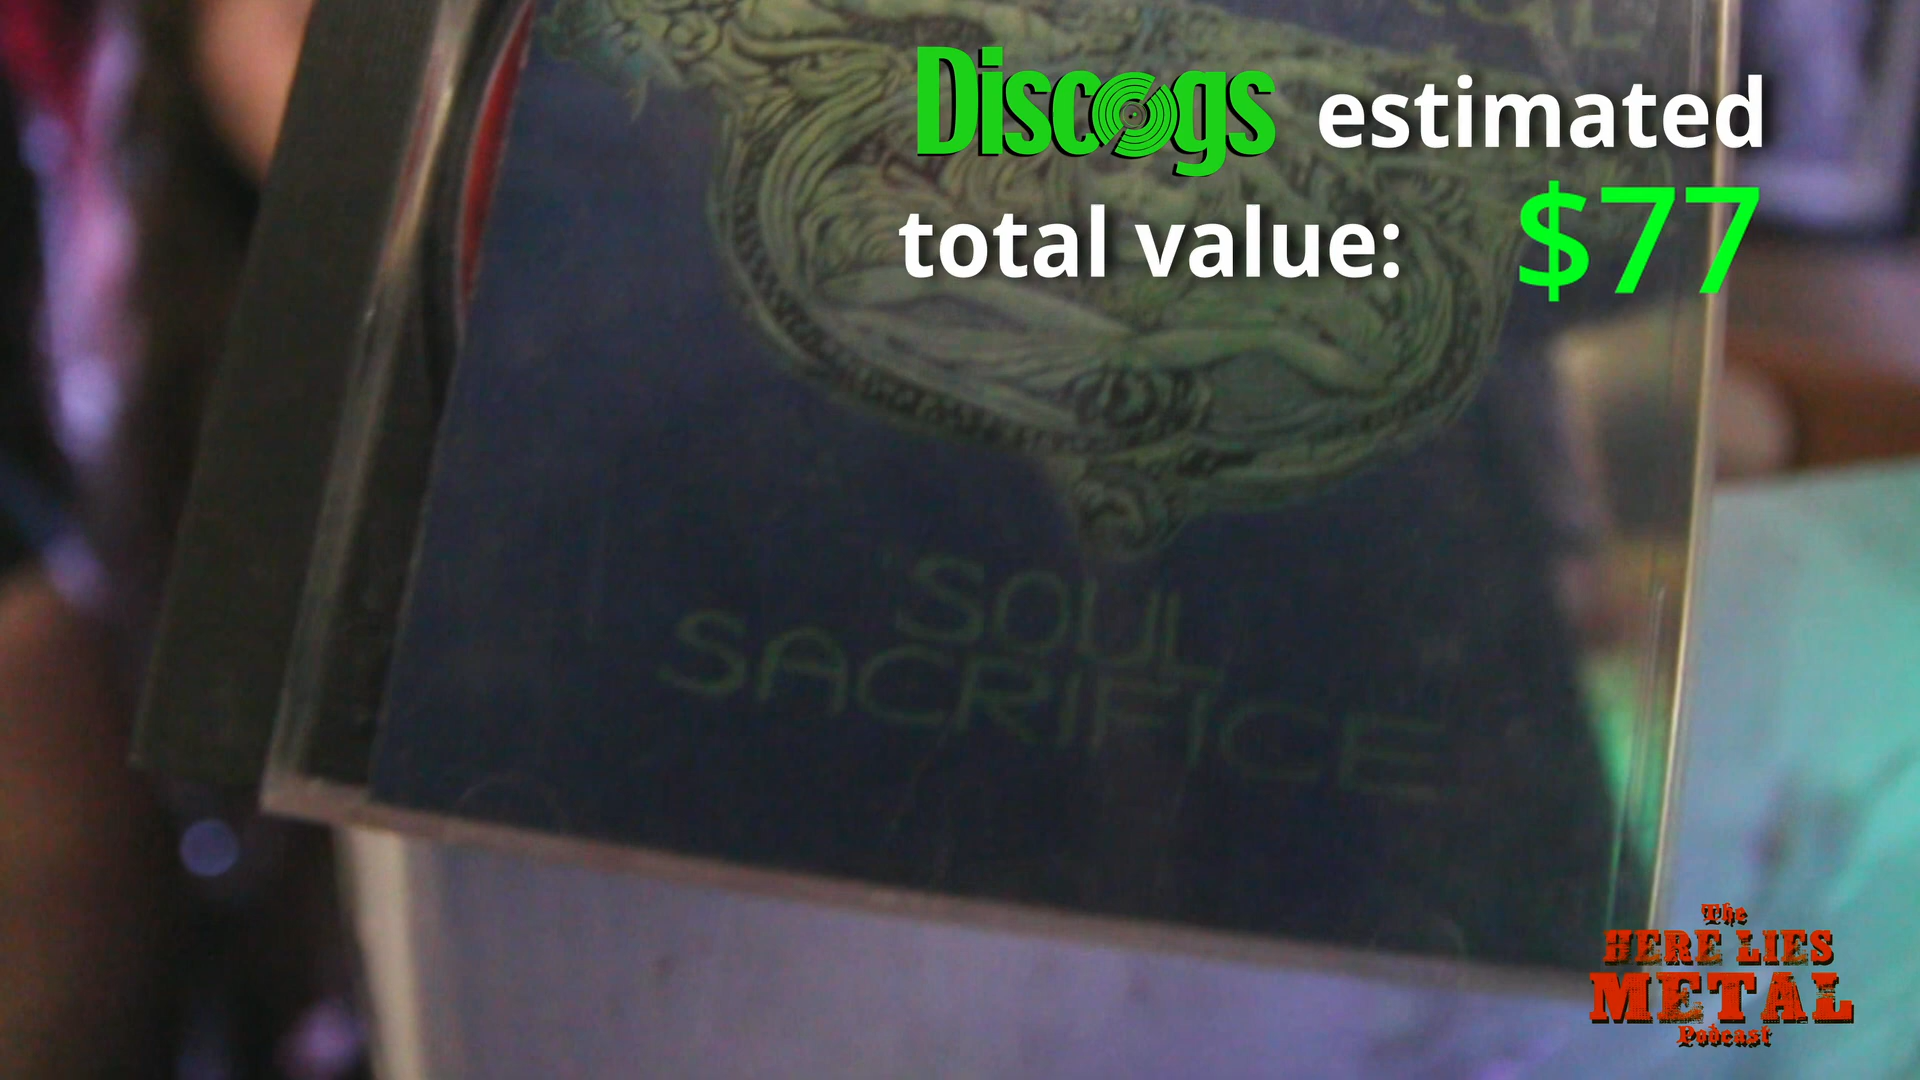 Discogs estimated
total value: $77
SOUL
SACRIFICE
The
HERE LIES
METAL
Podcast